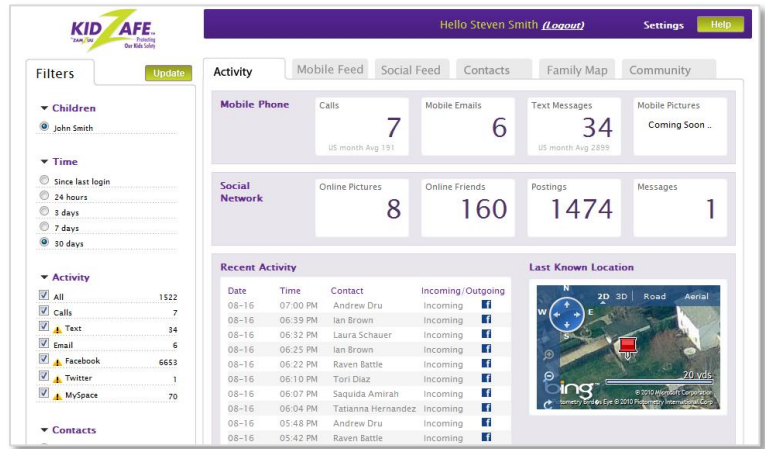 KID ZAFE™
ZAMZUU Protecting
Our Kids Safety
Hello Steven Smith (Logout) Settings Help
Filters Update
Activity Mobile Feed Social Feed Contacts Family Map Community
Children
John Smith
Time
Since last login
24 hours
3 days
7 days
30 days
Activity
All 1522
Calls 7
Text 34
Email 6
Facebook 6653
Twitter 1
MySpace 70
Contacts
Mobile Phone
Calls
7
US month Avg 191
Mobile Emails
6
Text Messages
34
US month Avg 2899
Mobile Pictures
Coming Soon ..
Social
Network
Online Pictures
8
Online Friends
160
Postings
1474
Messages
1
Recent Activity
Date Time Contact Incoming/Outgoing
08-16 07:00 PM Andrew Dru Incoming f
08-16 06:39 PM Ian Brown Incoming f
08-16 06:32 PM Laura Schauer Incoming f
08-16 06:25 PM Ian Brown Incoming f
08-16 06:22 PM Raven Battle Incoming f
08-16 06:10 PM Tori Diaz Incoming f
08-16 06:07 PM Saquida Amirah Incoming f
08-16 06:04 PM Tatianna Hernandez Incoming f
08-16 05:48 PM Andrew Dru Incoming f
08-16 05:42 PM Raven Battle Incoming f
Last Known Location
N
W E
S
2D 3D Road Aerial
20 yds
bing™
© 2010 Microsoft Corporation
Eye © 2010 Pictometry International Corp